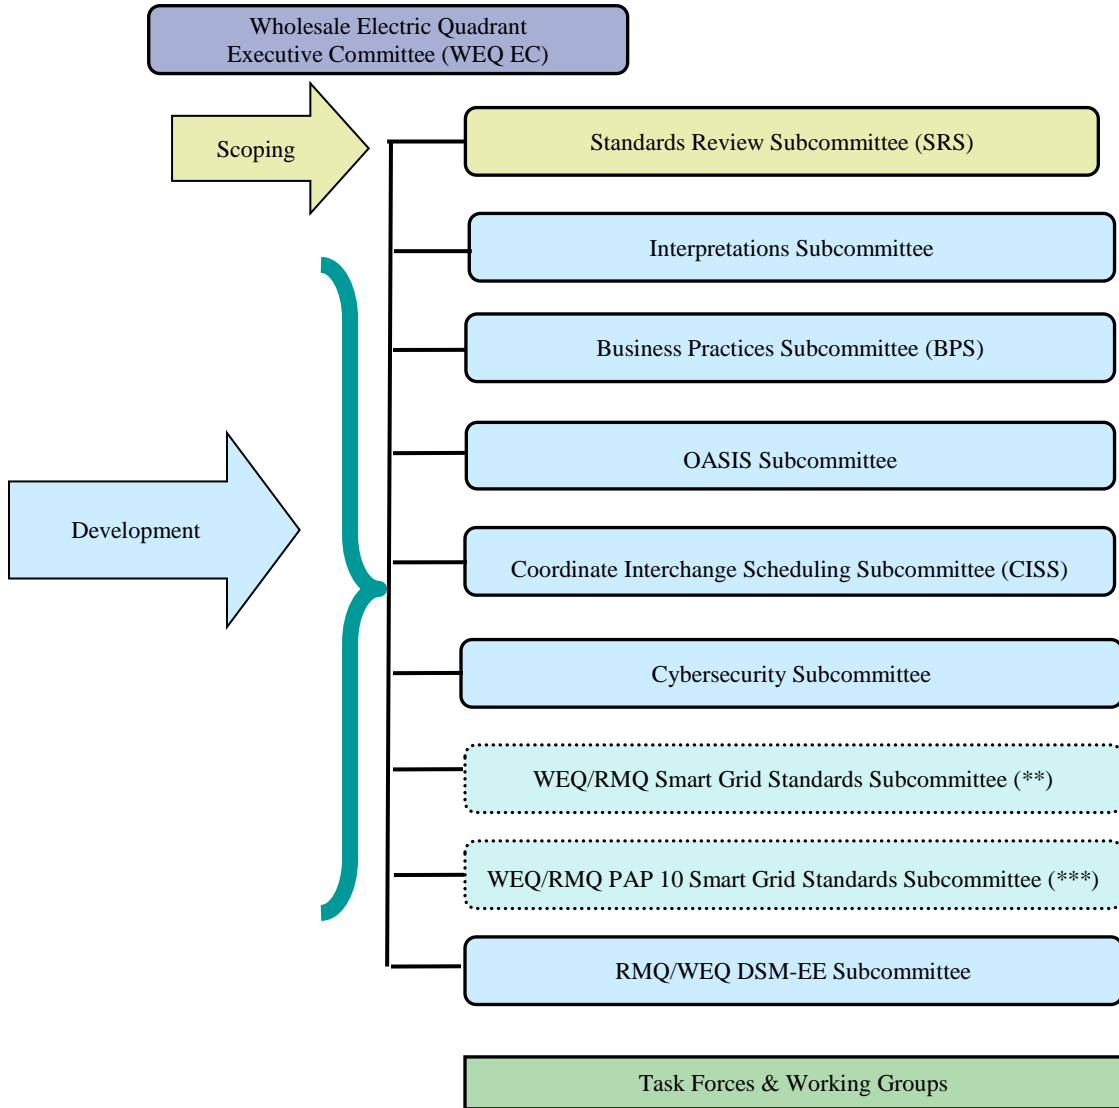 Wholesale Electric Quadrant
Executive Committee (WEQ EC)
Scoping
Standards Review Subcommittee (SRS)
Interpretations Subcommittee
Business Practices Subcommittee (BPS)
OASIS Subcommittee
Development
Coordinate Interchange Scheduling Subcommittee (CISS)
Cybersecurity Subcommittee
WEQ/RMQ Smart Grid Standards Subcommittee (**)
WEQ/RMQ PAP 10 Smart Grid Standards Subcommittee (***)
RMQ/WEQ DSM-EE Subcommittee
Task Forces & Working Groups